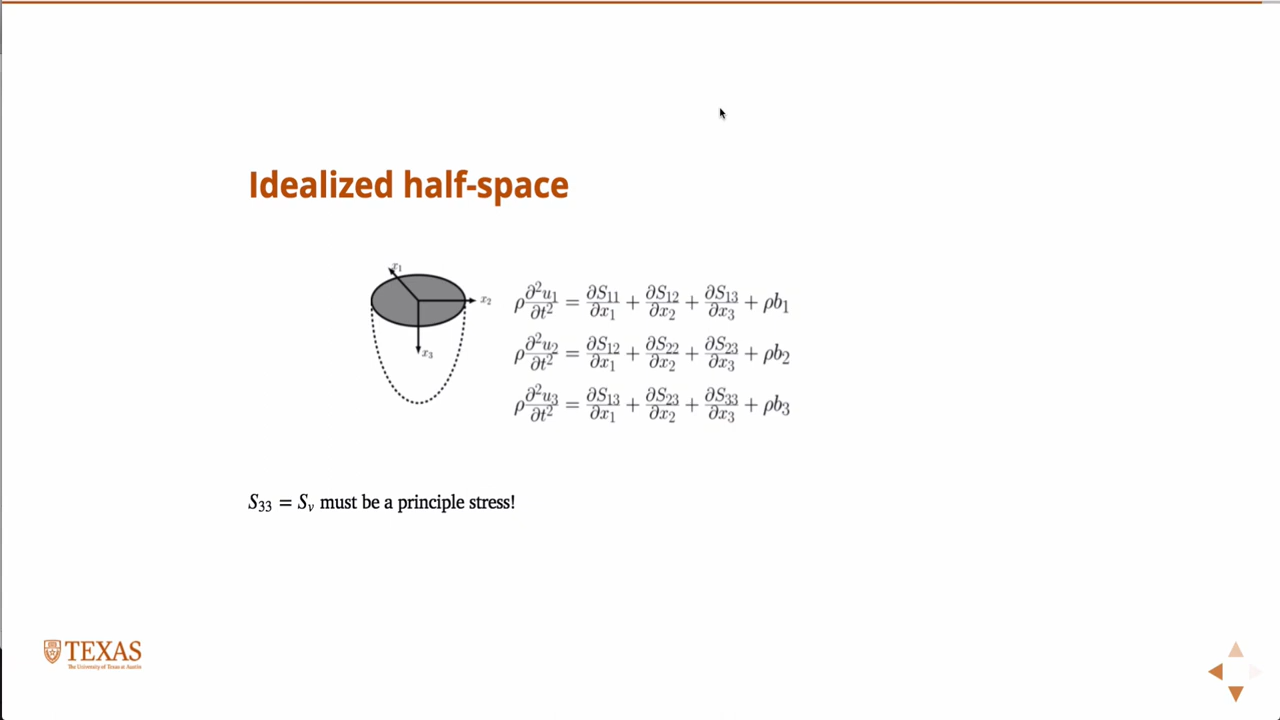 Idealized half-space
x₁
x₂
x₃
ρ ∂²u₁/∂t² = ∂S₁₁/∂x₁ + ∂S₁₂/∂x₂ + ∂S₁₃/∂x₃ + ρb₁
ρ ∂²u₂/∂t² = ∂S₁₂/∂x₁ + ∂S₂₂/∂x₂ + ∂S₂₃/∂x₃ + ρb₂
ρ ∂²u₃/∂t² = ∂S₁₃/∂x₁ + ∂S₂₃/∂x₂ + ∂S₃₃/∂x₃ + ρb₃
S₃₃ = Sᵥ must be a principle stress!
TEXAS
The University of Texas at Austin